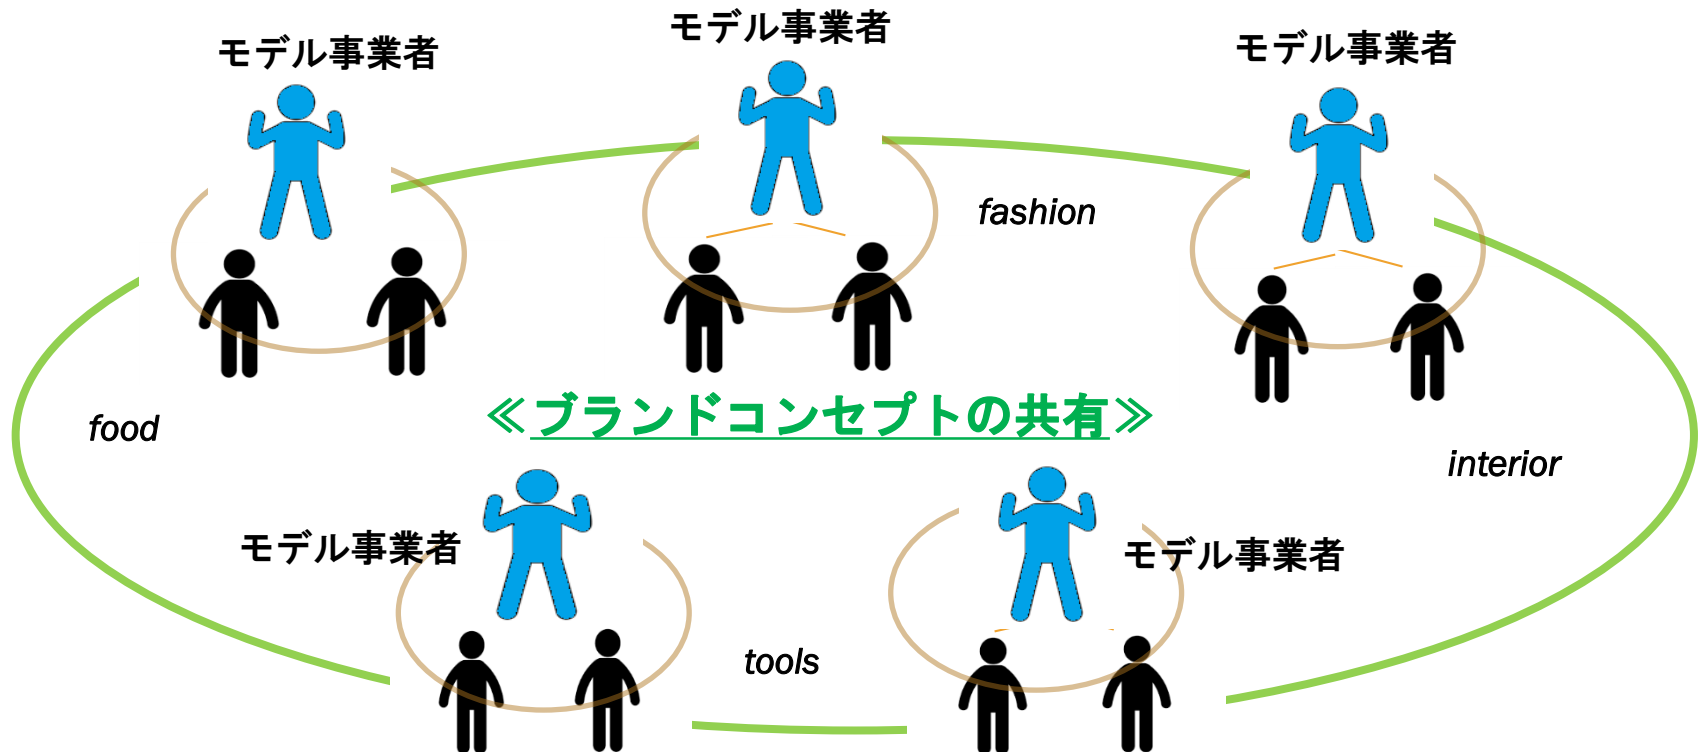 モデル事業者
モデル事業者
モデル事業者
fashion
≪ブランドコンセプトの共有≫
food
interior
モデル事業者
モデル事業者
tools